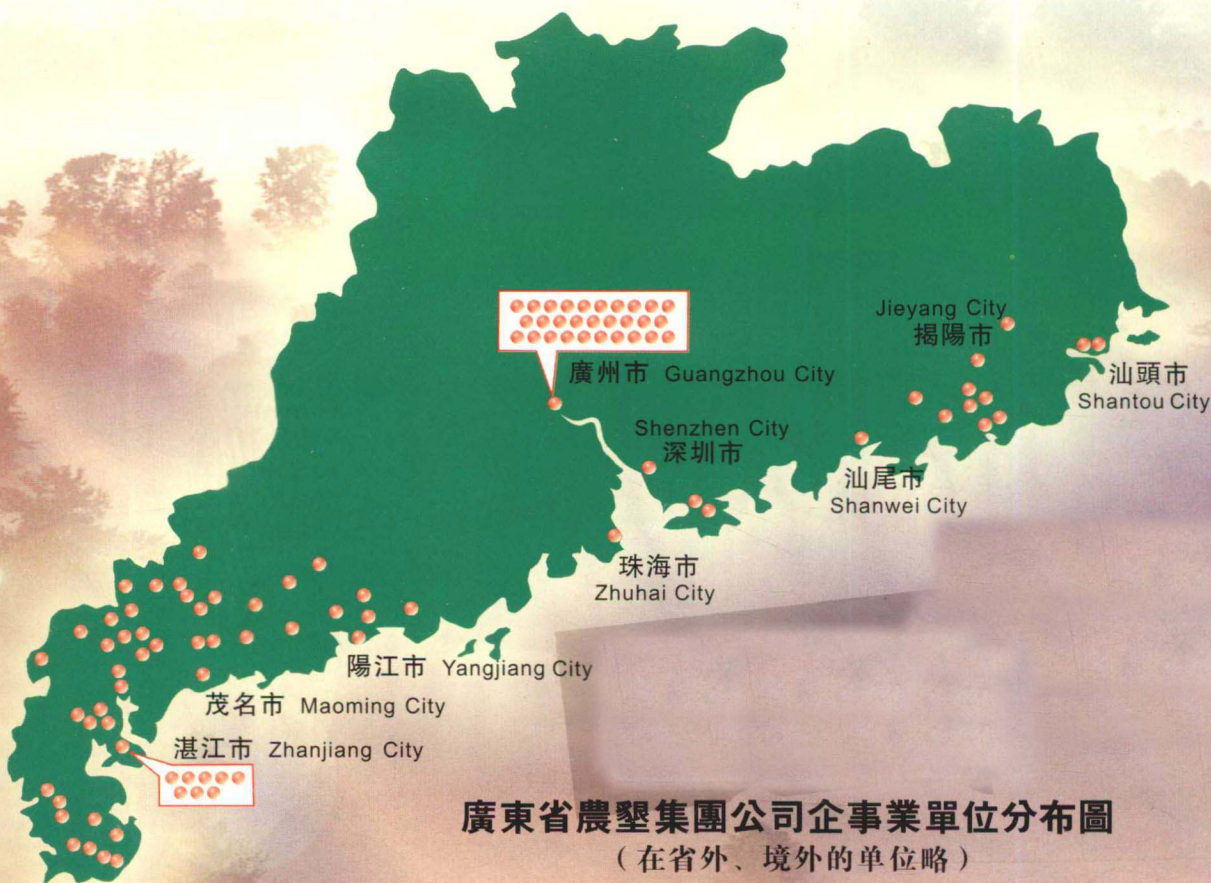 Jieyang City
揭陽市
廣州市 Guangzhou City
汕頭市
Shantou City
Shenzhen City
深圳市
汕尾市
Shanwei City
珠海市
Zhuhai City
陽江市 Yangjiang City
茂名市 Maoming City
湛江市 Zhanjiang City
廣東省農墾集團公司企事業單位分布圖
（在省外、境外的单位略）